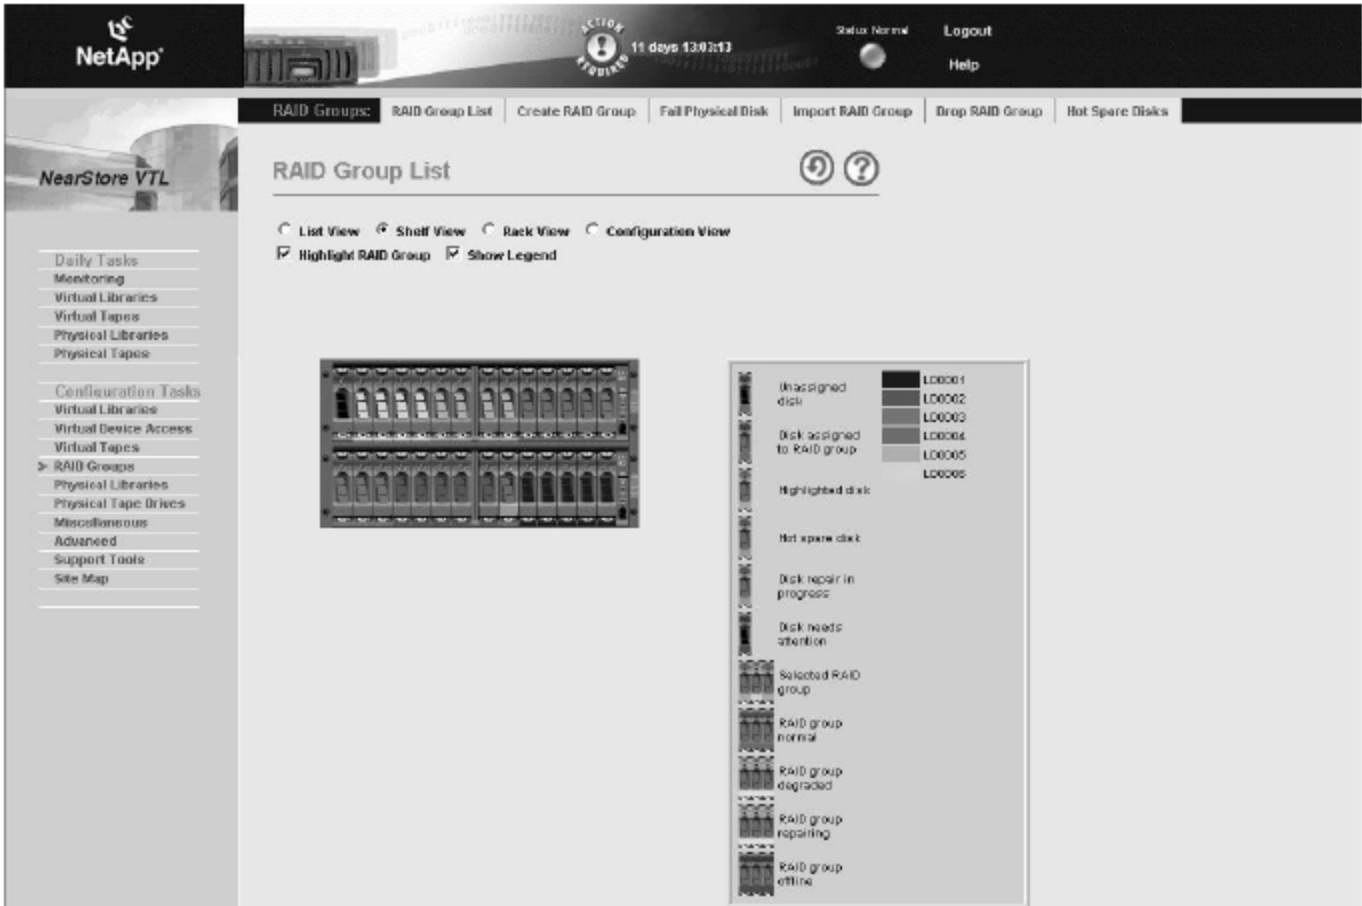 NetApp
ACTION REQUIRED
11 days 13:03:13
Status Normal
Logout
Help
NearStore VTL
RAID Groups:
RAID Group List
Create RAID Group
Fail Physical Disk
Import RAID Group
Drop RAID Group
Hot Spare Disks
RAID Group List
List View
Shelf View
Rack View
Configuration View
Highlight RAID Group
Show Legend
Daily Tasks
Monitoring
Virtual Libraries
Virtual Tapes
Physical Libraries
Physical Tapes
Configuration Tasks
Virtual Libraries
Virtual Device Access
Virtual Tapes
RAID Groups
Physical Libraries
Physical Tape Drives
Miscellaneous
Advanced
Support Tools
Site Map
Unassigned
disk
Disk assigned
to RAID group
Highlighted disk
Hot spare disk
Disk repair in
progress
Disk needs
attention
Selected RAID
group
RAID group
normal
RAID group
degraded
RAID group
repairing
RAID group
offline
LD0001
LD0002
LD0003
LD0004
LD0005
LD0006